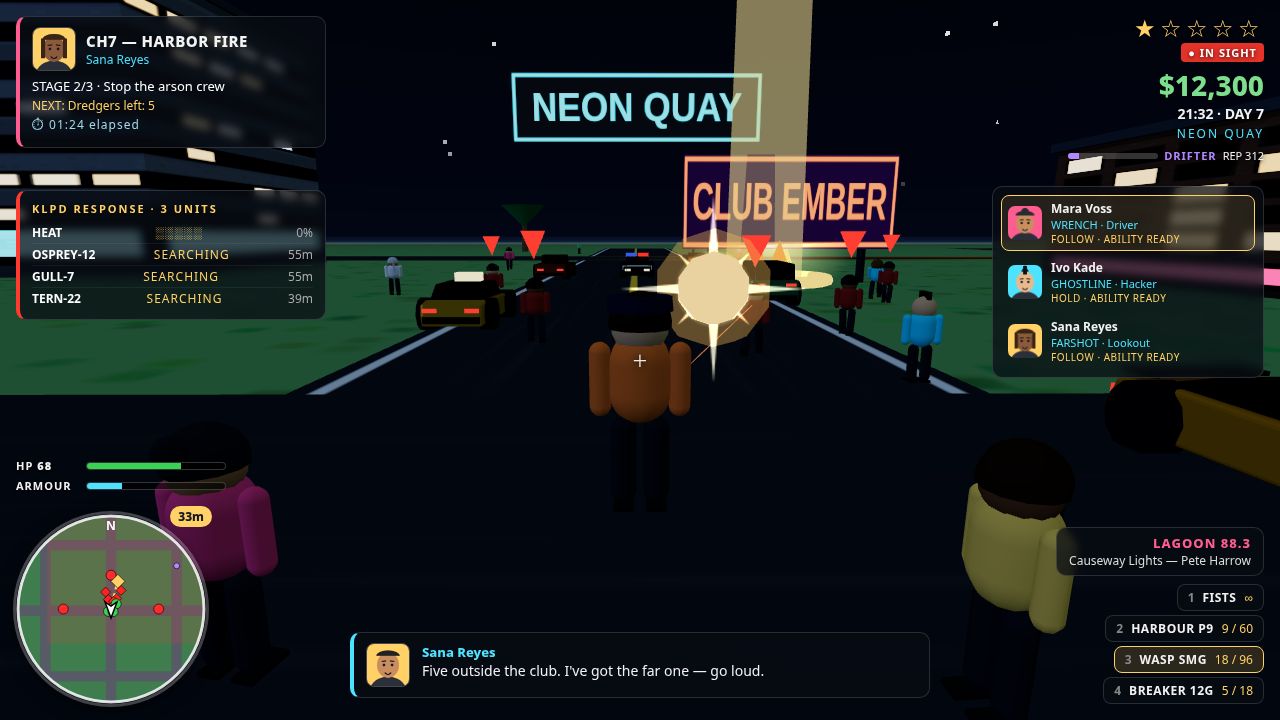 CH7 — HARBOR FIRE
Sana Reyes
STAGE 2/3 · Stop the arson crew
NEXT: Dredgers left: 5
⏱ 01:24 elapsed
KLPD RESPONSE · 3 UNITS
HEAT ░░░░░ 0%
OSPREY-12 SEARCHING 55m
GULL-7 SEARCHING 55m
TERN-22 SEARCHING 39m
NEON QUAY
CLUB EMBER
★ ☆ ☆ ☆ ☆
● IN SIGHT
$12,300
21:32 · DAY 7
NEON QUAY
DRIFTER REP 312
Mara Voss
WRENCH · Driver
FOLLOW · ABILITY READY
Ivo Kade
GHOSTLINE · Hacker
HOLD · ABILITY READY
Sana Reyes
FARSHOT · Lookout
FOLLOW · ABILITY READY
HP 68
ARMOUR
33m
N
Sana Reyes
Five outside the club. I've got the far one — go loud.
LAGOON 88.3
Causeway Lights — Pete Harrow
1 FISTS ∞
2 HARBOUR P9 9 / 60
3 WASP SMG 18 / 96
4 BREAKER 12G 5 / 18